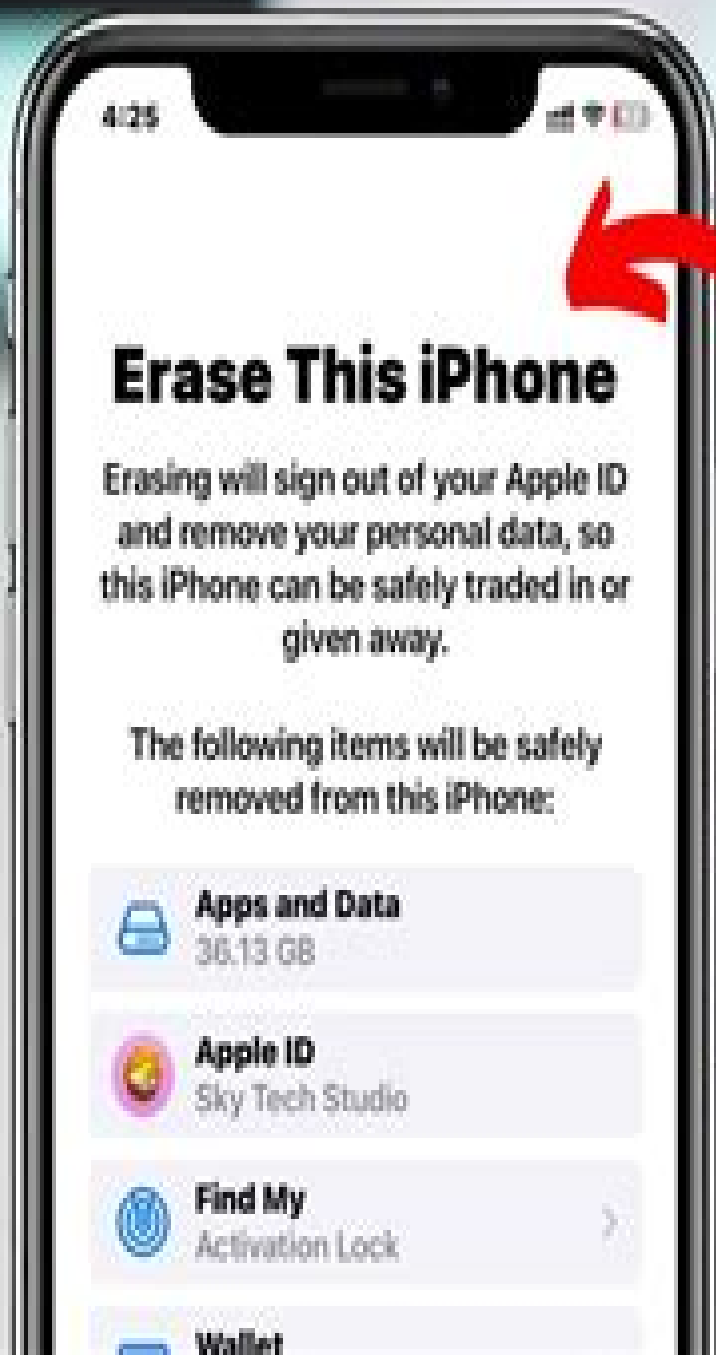 4:25
Erase This iPhone
Erasing will sign out of your Apple ID
and remove your personal data, so
this iPhone can be safely traded in or
given away.
The following items will be safely
removed from this iPhone:
Apps and Data
36.13 GB
Apple ID
Sky Tech Studio
Find My
Activation Lock
Wallet